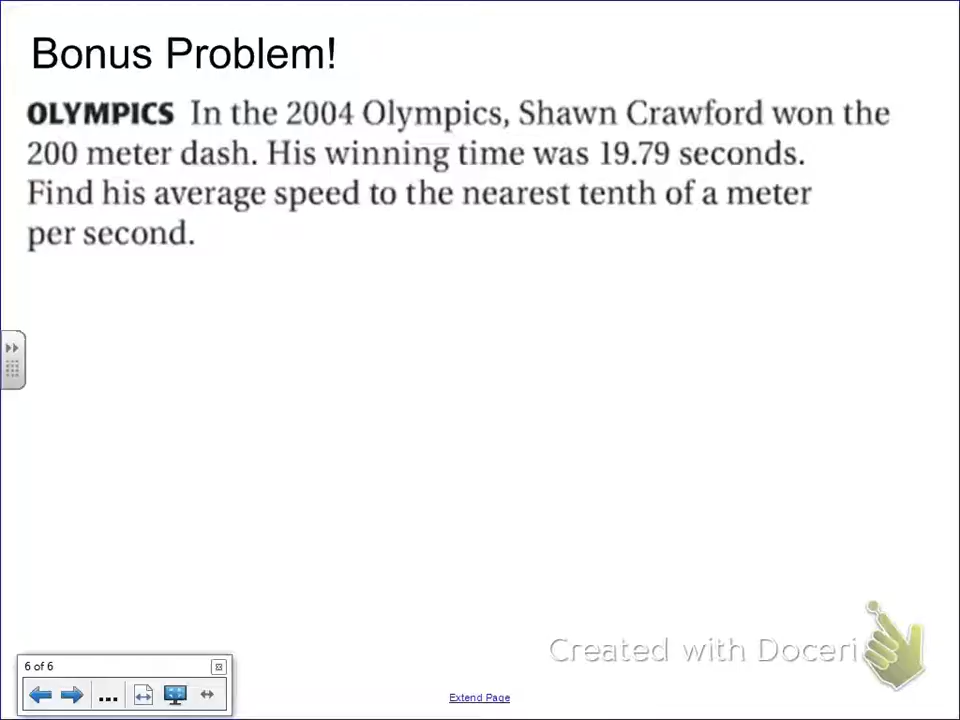 Bonus Problem!
OLYMPICS In the 2004 Olympics, Shawn Crawford won the
200 meter dash. His winning time was 19.79 seconds.
Find his average speed to the nearest tenth of a meter
per second.
Created with Doceri
6 of 6
Extend Page